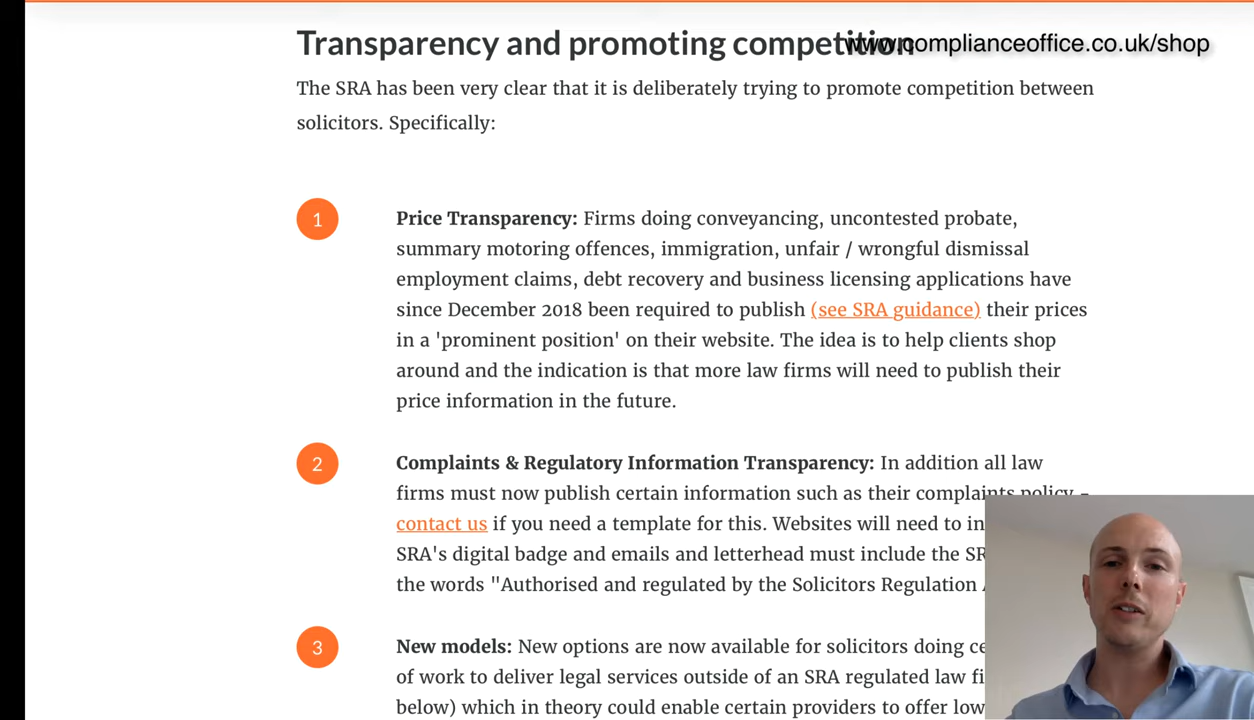 Transparency and promoting competition
www.complianceoffice.co.uk/shop
The SRA has been very clear that it is deliberately trying to promote competition between
solicitors. Specifically:
1
Price Transparency: Firms doing conveyancing, uncontested probate,
summary motoring offences, immigration, unfair / wrongful dismissal
employment claims, debt recovery and business licensing applications have
since December 2018 been required to publish (see SRA guidance) their prices
in a 'prominent position' on their website. The idea is to help clients shop
around and the indication is that more law firms will need to publish their
price information in the future.
2
Complaints & Regulatory Information Transparency: In addition all law
firms must now publish certain information such as their complaints policy -
contact us if you need a template for this. Websites will need to in
SRA's digital badge and emails and letterhead must include the SR
the words "Authorised and regulated by the Solicitors Regulation
3
New models: New options are now available for solicitors doing ce
of work to deliver legal services outside of an SRA regulated law fi
below) which in theory could enable certain providers to offer low